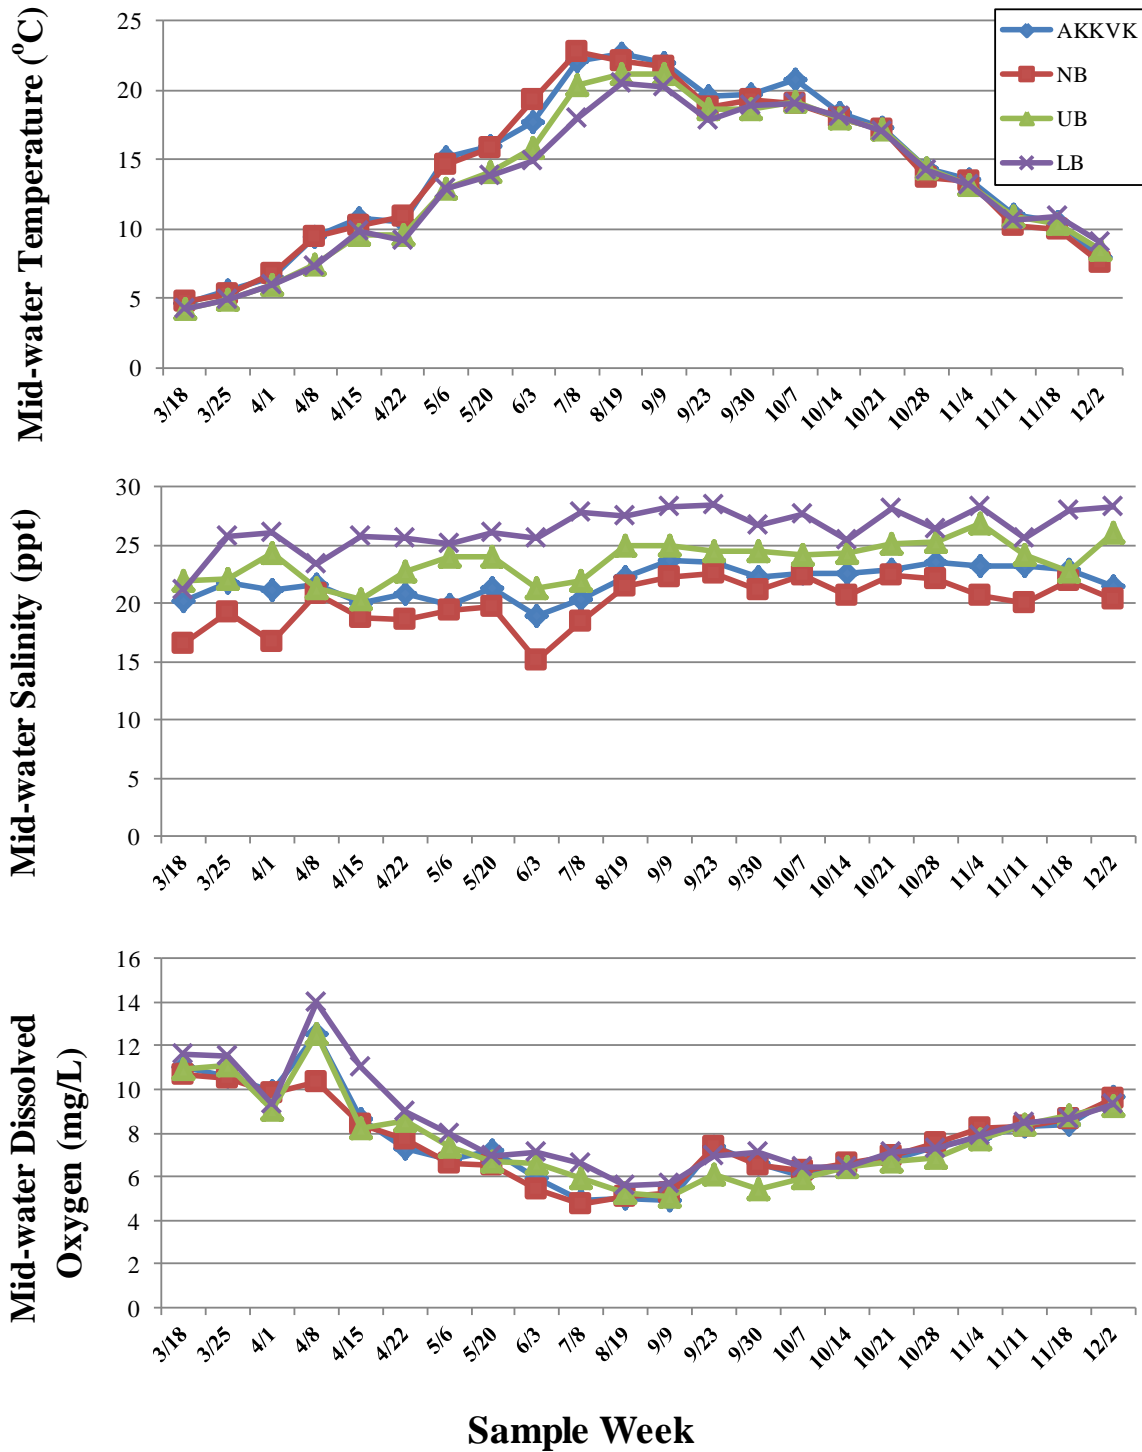 Mid-water Temperature (°C)
25
20
15
10
5
0
AKKVK
NB
UB
LB
3/18 3/25 4/1 4/8 4/15 4/22 5/6 5/20 6/3 7/8 8/19 9/9 9/23 9/30 10/7 10/14 10/21 10/28 11/4 11/11 11/18 12/2
Mid-water Salinity (ppt)
30
25
20
15
10
5
0
3/18 3/25 4/1 4/8 4/15 4/22 5/6 5/20 6/3 7/8 8/19 9/9 9/23 9/30 10/7 10/14 10/21 10/28 11/4 11/11 11/18 12/2
Mid-water Dissolved
Oxygen (mg/L)
16
14
12
10
8
6
4
2
0
3/18 3/25 4/1 4/8 4/15 4/22 5/6 5/20 6/3 7/8 8/19 9/9 9/23 9/30 10/7 10/14 10/21 10/28 11/4 11/11 11/18 12/2
Sample Week